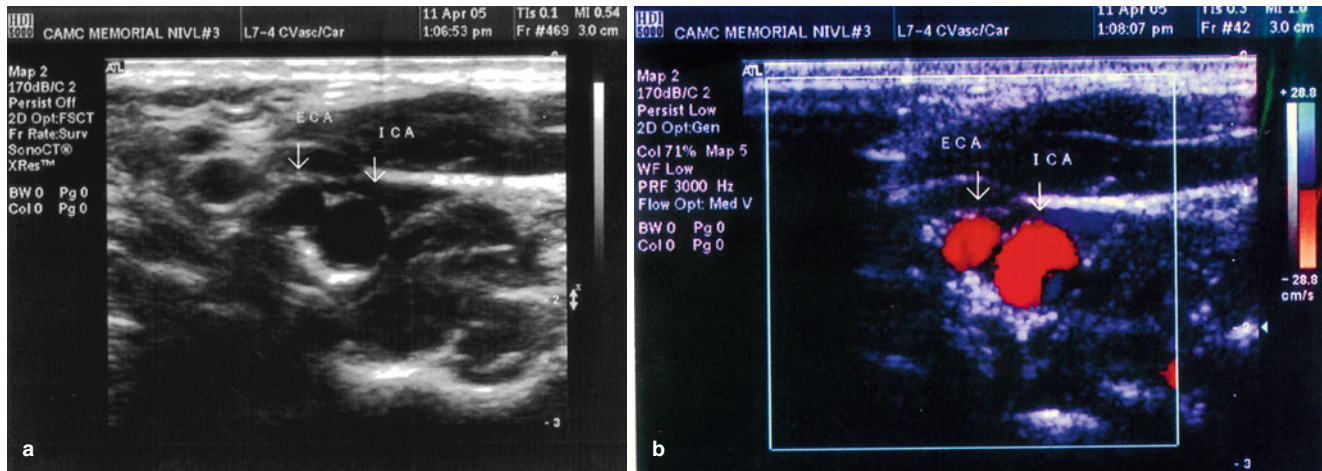 HDI
5000
CAMC MEMORIAL NIVL#3
L7-4 CVasc/Car
11 Apr 05
1:06:53 pm
TIs 0.1
MI 0.54
Fr #469
3.0 cm
Map 2
170dB/C 2
Persist Off
2D Opt:FSCT
Fr Rate:Surv
SonoCT®
XRes™
BW 0 Pg 0
Col 0 Pg 0
ATL
ECA
ICA
x
- 2
- 3
a
HDI
5000
CAMC MEMORIAL NIVL#3
L7-4 CVasc/Car
11 Apr 05
1:08:07 pm
TIs 0.3
MI 1.0
Fr #42
3.0 cm
Map 2
170dB/C 2
Persist Low
2D Opt:Gen
Col 71% Map 5
WF Low
PRF 3000 Hz
Flow Opt: Med V
BW 0 Pg 0
Col 0 Pg 0
ATL
ECA
ICA
+ 28.8
- 28.8
cm/s
- 2
- 3
b